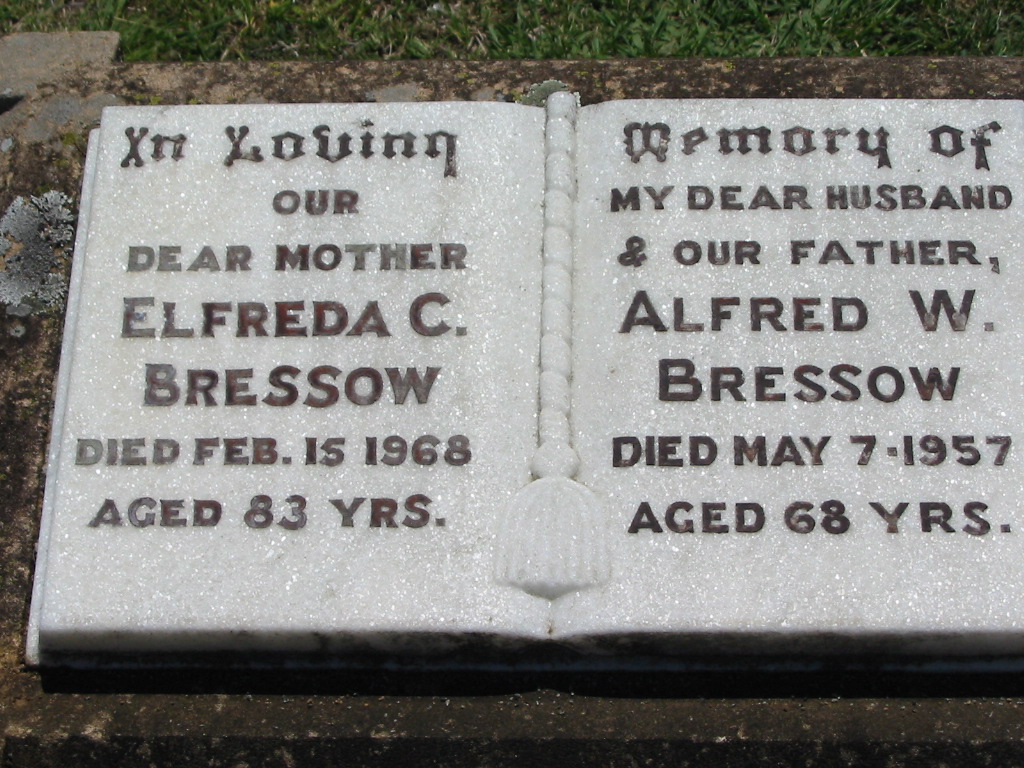 In Loving Memory of
OUR
DEAR MOTHER
ELFREDA C.
BRESSOW
DIED FEB. 15 1968
AGED 83 YRS.
MY DEAR HUSBAND
& OUR FATHER,
ALFRED W.
BRESSOW
DIED MAY 7-1957
AGED 68 YRS.